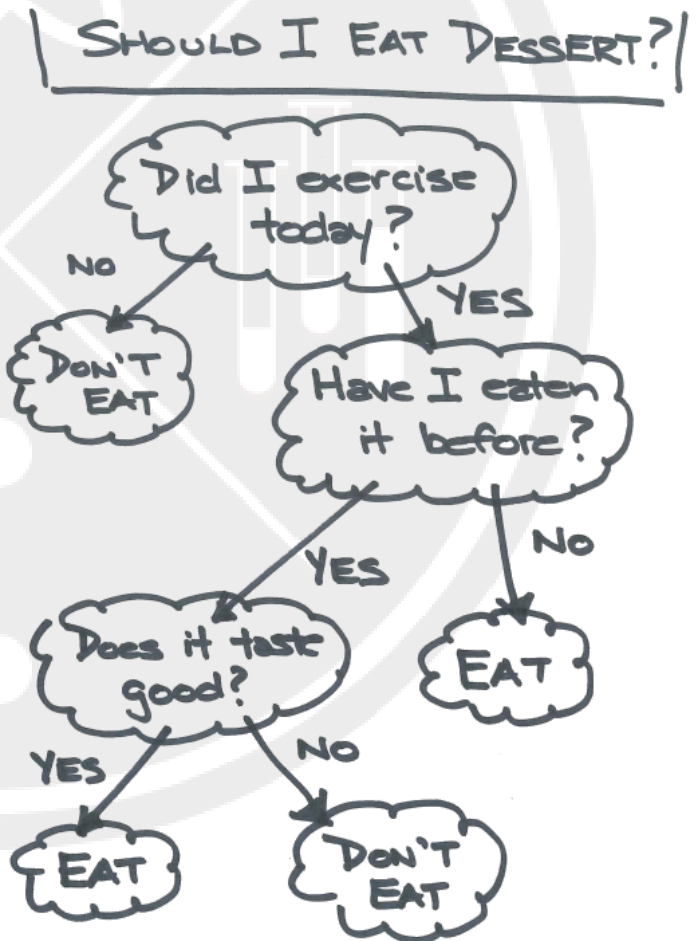 SHOULD I EAT DESSERT?
Did I exercise
today?
NO
YES
DON'T
EAT
Have I eaten
it before?
YES
NO
Does it taste
good?
EAT
YES
NO
EAT
DON'T
EAT